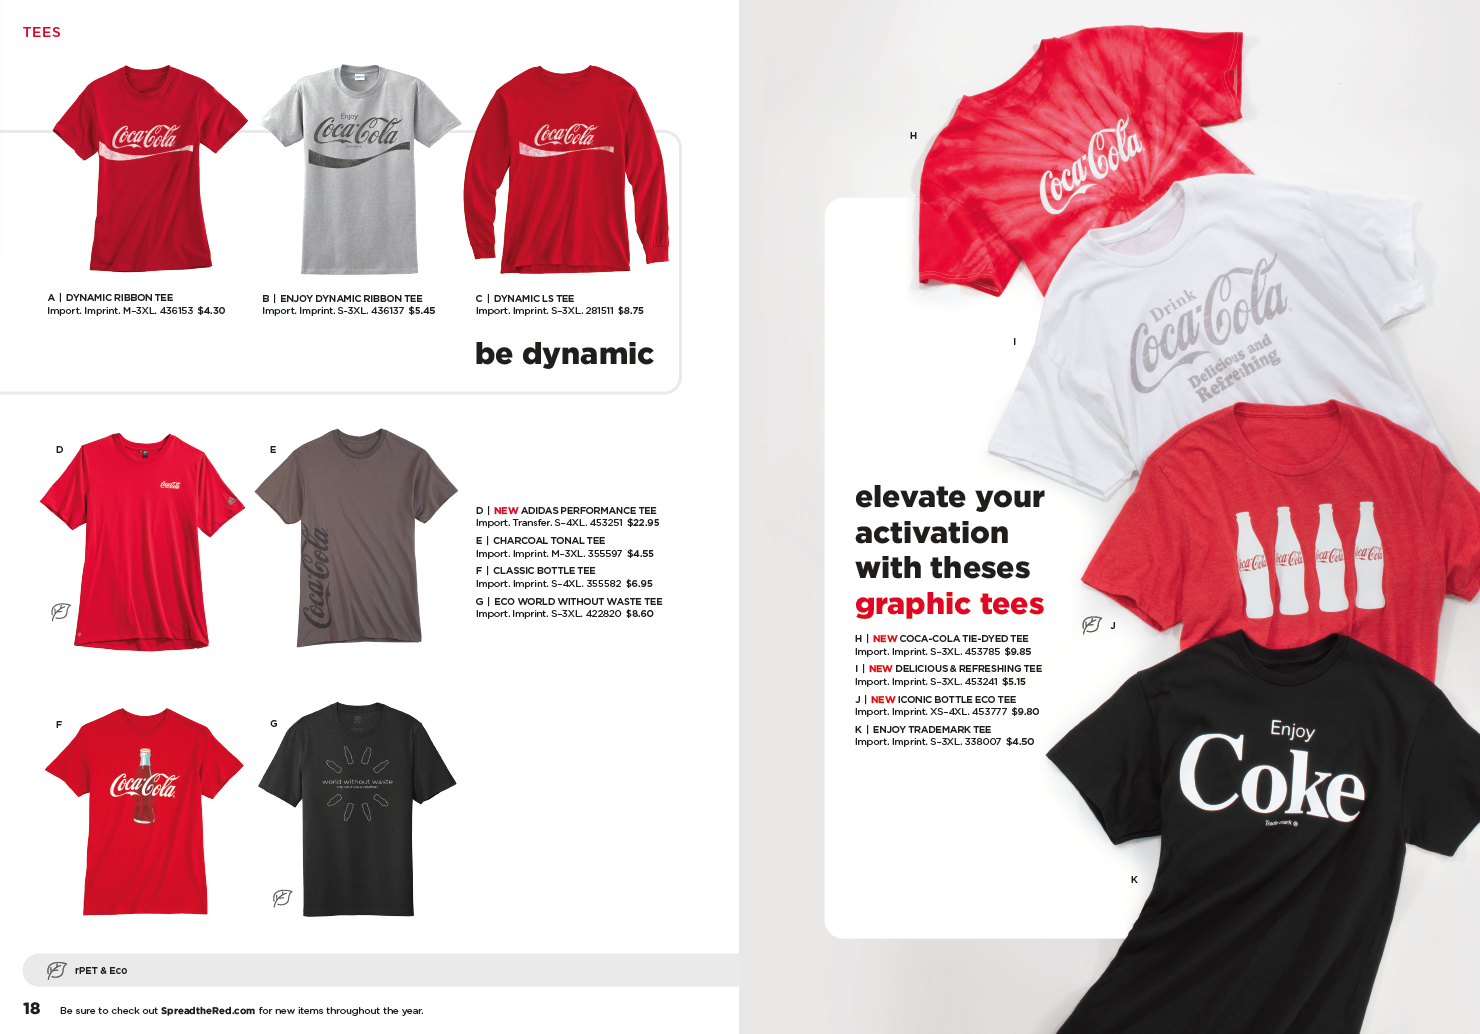 TEES
Coca-Cola
Enjoy
Coca-Cola
Coca-Cola
A | DYNAMIC RIBBON TEE
Import. Imprint. M–3XL. 436153 $4.30
B | ENJOY DYNAMIC RIBBON TEE
Import. Imprint. S-3XL. 436137 $5.45
C | DYNAMIC LS TEE
Import. Imprint. S–3XL. 281511 $8.75
be dynamic
D
Coca-Cola
E
Coca-Cola
D | NEW ADIDAS PERFORMANCE TEE
Import. Transfer. S–4XL. 453251 $22.95
E | CHARCOAL TONAL TEE
Import. Imprint. M–3XL. 355597 $4.55
F | CLASSIC BOTTLE TEE
Import. Imprint. S–4XL. 355582 $6.95
G | ECO WORLD WITHOUT WASTE TEE
Import. Imprint. S–3XL. 422820 $8.60
F
Coca-Cola
G
world without waste
THE COCA-COLA COMPANY
rPET & Eco
18 Be sure to check out SpreadtheRed.com for new items throughout the year.
H
Coca-Cola
I
Drink
Coca-Cola
Delicious and
Refreshing
elevate your
activation
with theses
graphic tees
H | NEW COCA-COLA TIE-DYED TEE
Import. Imprint. S–3XL. 453785 $9.85
I | NEW DELICIOUS & REFRESHING TEE
Import. Imprint. S–3XL. 453241 $5.15
J | NEW ICONIC BOTTLE ECO TEE
Import. Imprint. XS–4XL. 453777 $9.80
K | ENJOY TRADEMARK TEE
Import. Imprint. S–3XL. 338007 $4.50
Coca-Cola Coca-Cola Coca-Cola Coca-Cola
J
Enjoy
Coke
Trade-mark ®
K